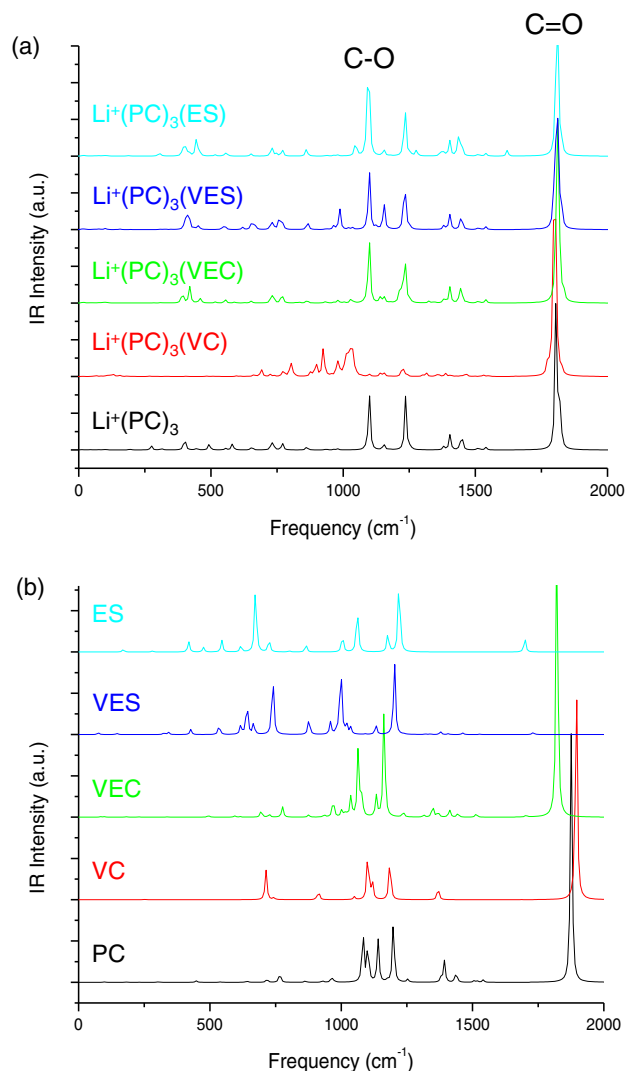 (a)
C-O
C=O
Li⁺(PC)₃(ES)
Li⁺(PC)₃(VES)
Li⁺(PC)₃(VEC)
Li⁺(PC)₃(VC)
Li⁺(PC)₃
IR Intensity (a.u.)
0 500 1000 1500 2000
Frequency (cm⁻¹)
(b)
ES
VES
VEC
VC
PC
IR Intensity (a.u.)
0 500 1000 1500 2000
Frequency (cm⁻¹)